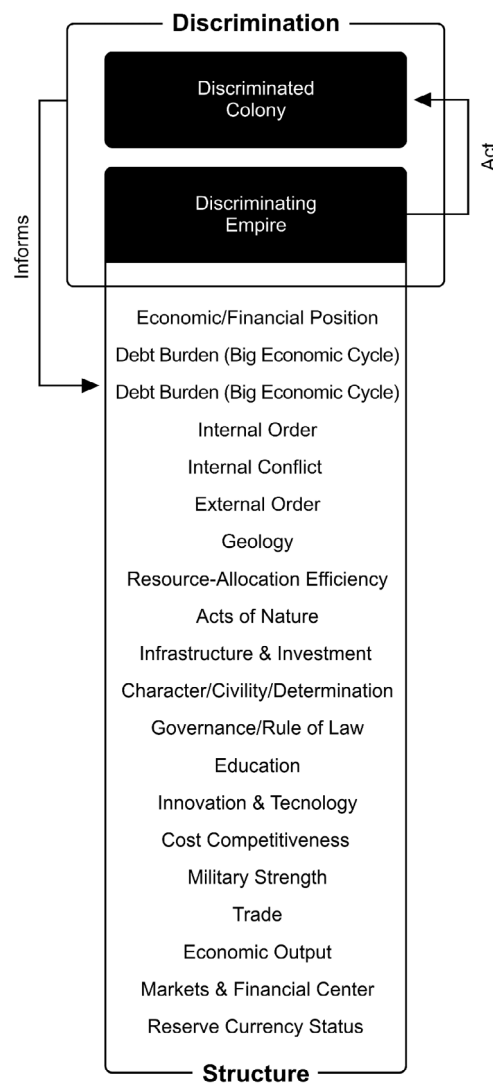 Discrimination
Discriminated
Colony
Act
Discriminating
Empire
Informs
Economic/Financial Position
Debt Burden (Big Economic Cycle)
Debt Burden (Big Economic Cycle)
Internal Order
Internal Conflict
External Order
Geology
Resource-Allocation Efficiency
Acts of Nature
Infrastructure & Investment
Character/Civility/Determination
Governance/Rule of Law
Education
Innovation & Tecnology
Cost Competitiveness
Military Strength
Trade
Economic Output
Markets & Financial Center
Reserve Currency Status
Structure